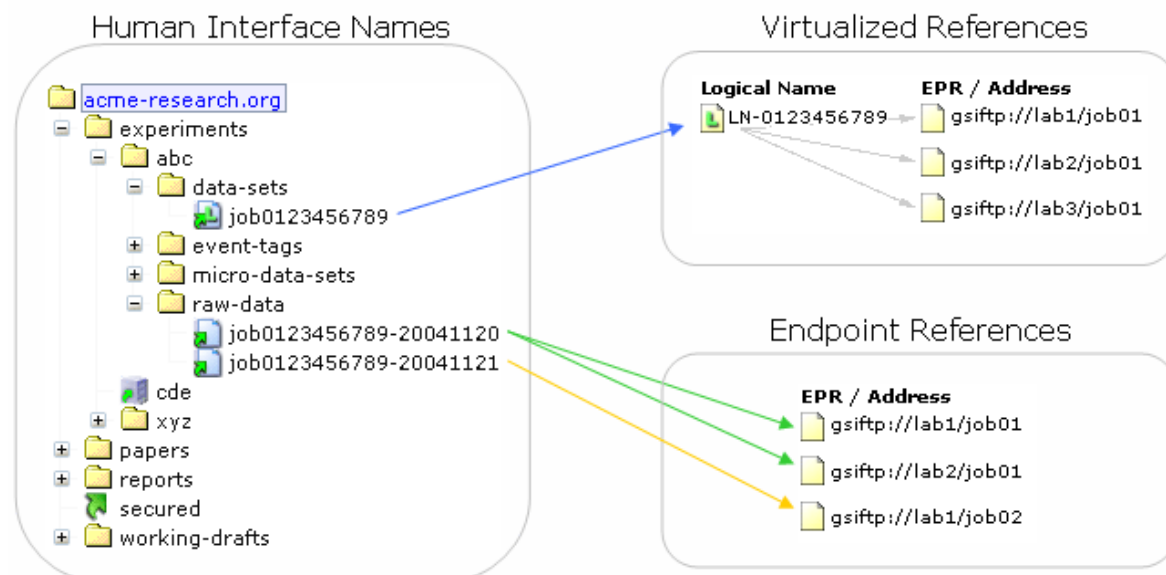 Human Interface Names
acme-research.org
experiments
abc
data-sets
job0123456789
event-tags
micro-data-sets
raw-data
job0123456789-20041120
job0123456789-20041121
cde
xyz
papers
reports
secured
working-drafts
Virtualized References
Logical Name EPR / Address
LN-0123456789 gsiftp://lab1/job01
gsiftp://lab2/job01
gsiftp://lab3/job01
Endpoint References
EPR / Address
gsiftp://lab1/job01
gsiftp://lab2/job01
gsiftp://lab1/job02